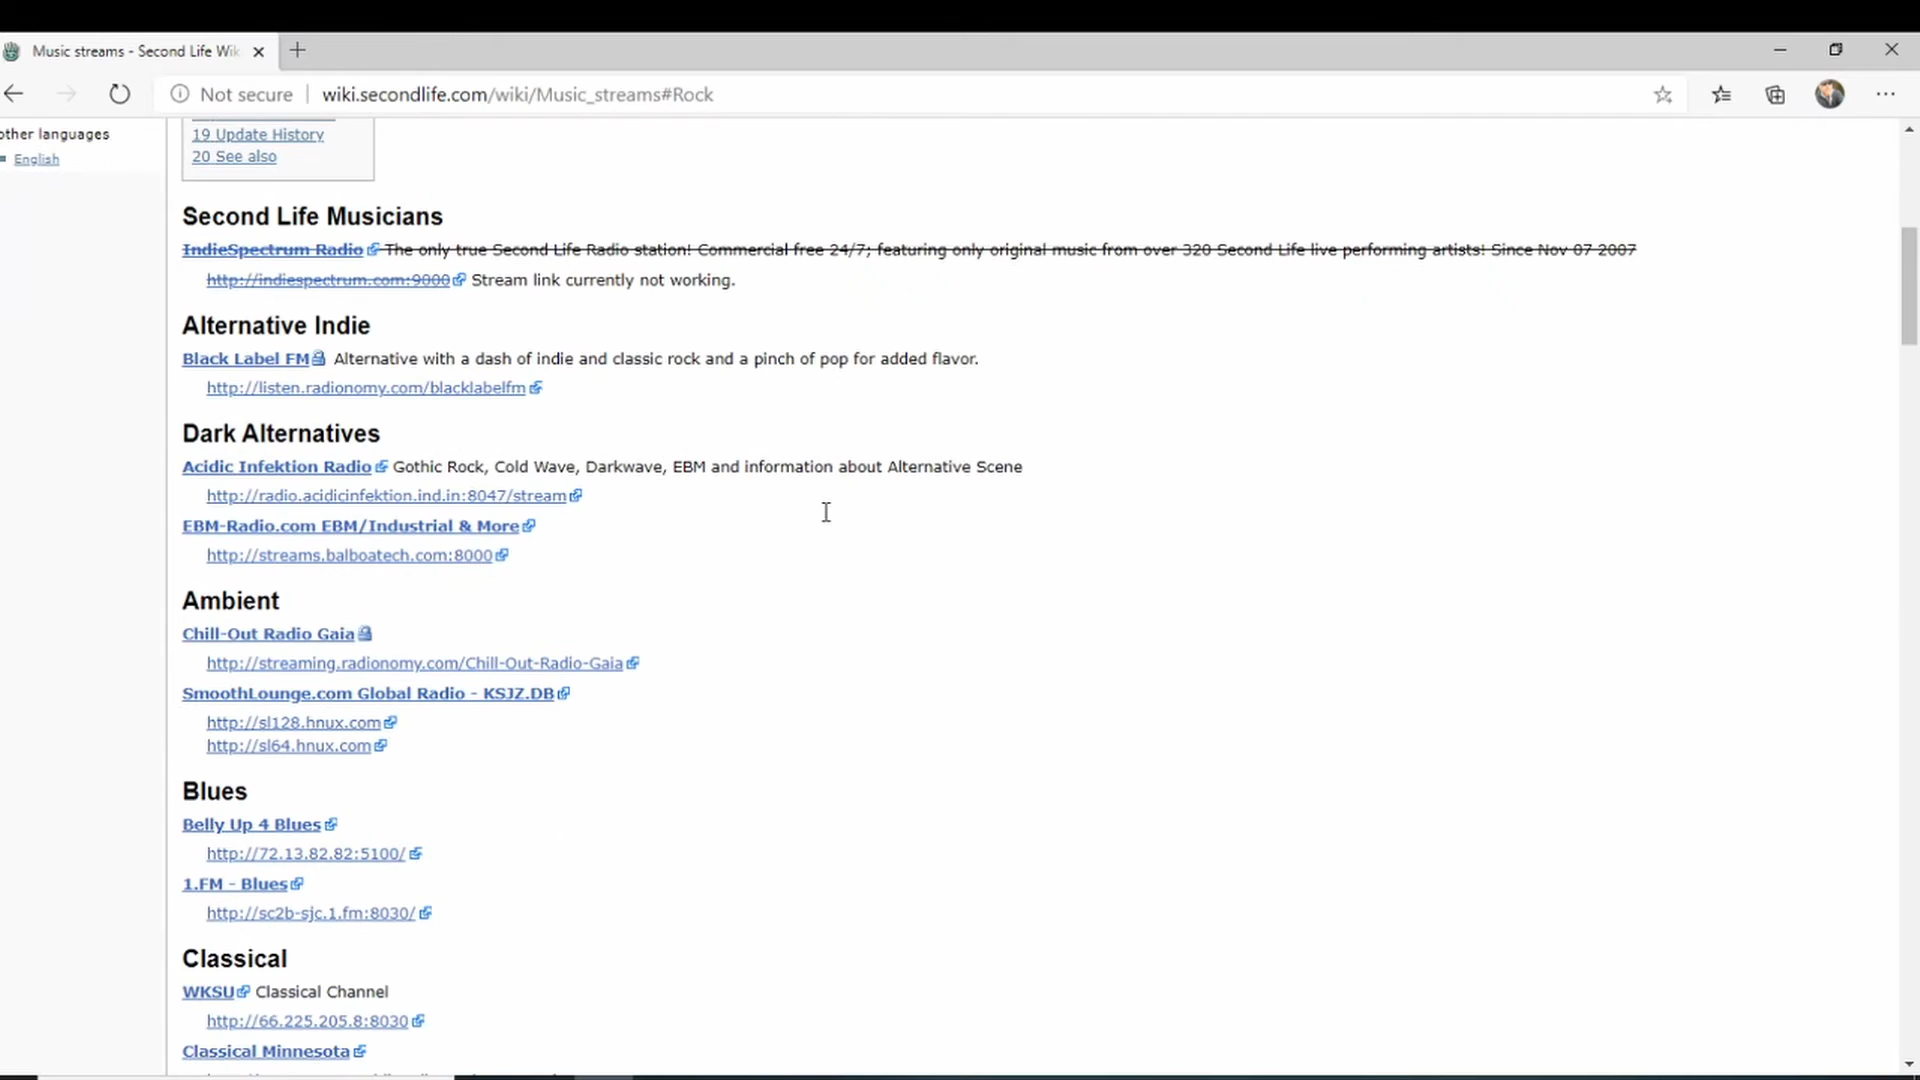 Music streams - Second Life Wik
Not secure
wiki.secondlife.com/wiki/Music_streams#Rock
other languages
English
19 Update History
20 See also
Second Life Musicians
IndieSpectrum Radio The only true Second Life Radio station! Commercial free 24/7; featuring only original music from over 320 Second Life live performing artists! Since Nov 07 2007
http://indiespectrum.com:9000 Stream link currently not working.
Alternative Indie
Black Label FM Alternative with a dash of indie and classic rock and a pinch of pop for added flavor.
http://listen.radionomy.com/blacklabelfm
Dark Alternatives
Acidic Infektion Radio Gothic Rock, Cold Wave, Darkwave, EBM and information about Alternative Scene
http://radio.acidicinfektion.ind.in:8047/stream
EBM-Radio.com EBM/Industrial & More
http://streams.balboatech.com:8000
Ambient
Chill-Out Radio Gaia
http://streaming.radionomy.com/Chill-Out-Radio-Gaia
SmoothLounge.com Global Radio - KSJZ.DB
http://sl128.hnux.com
http://sl64.hnux.com
Blues
Belly Up 4 Blues
http://72.13.82.82:5100/
1.FM - Blues
http://sc2b-sjc.1.fm:8030/
Classical
WKSU Classical Channel
http://66.225.205.8:8030
Classical Minnesota